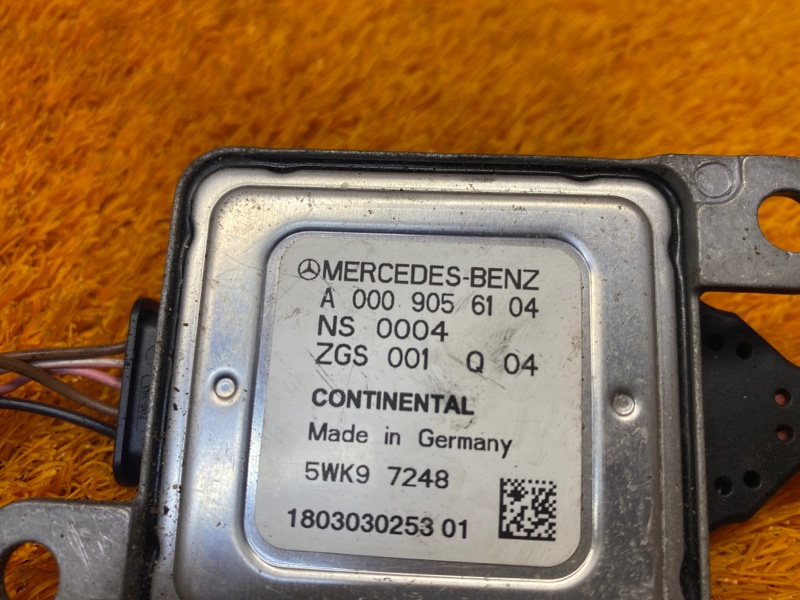 MERCEDES-BENZ
A 000 905 61 04
NS 0004
ZGS 001 Q 04
CONTINENTAL
Made in Germany
5WK9 7248
1803030253 01